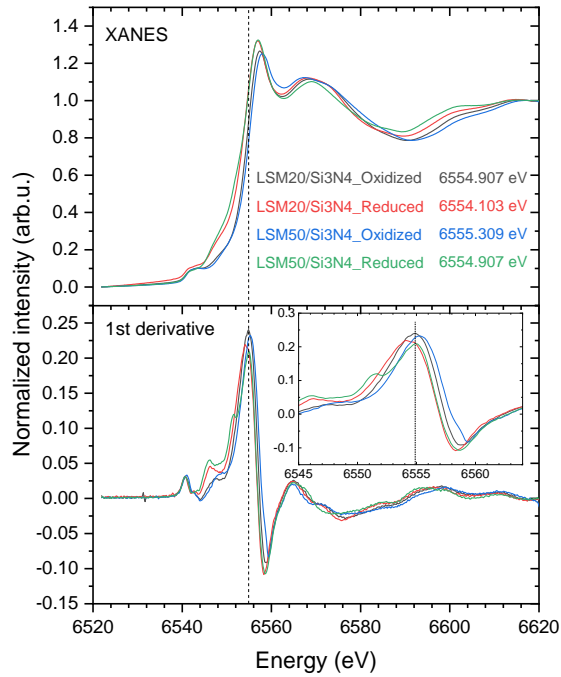 XANES
1.4
1.2
1.0
0.8
0.6
0.4
0.2
0.0
LSM20/Si3N4_Oxidized 6554.907 eV
LSM20/Si3N4_Reduced 6554.103 eV
LSM50/Si3N4_Oxidized 6555.309 eV
LSM50/Si3N4_Reduced 6554.907 eV
Normalized intensity (arb.u.)
1st derivative
0.25
0.20
0.15
0.10
0.05
0.00
-0.05
-0.10
-0.15
0.3
0.2
0.1
0.0
-0.1
6545 6550 6555 6560
6520 6540 6560 6580 6600 6620
Energy (eV)